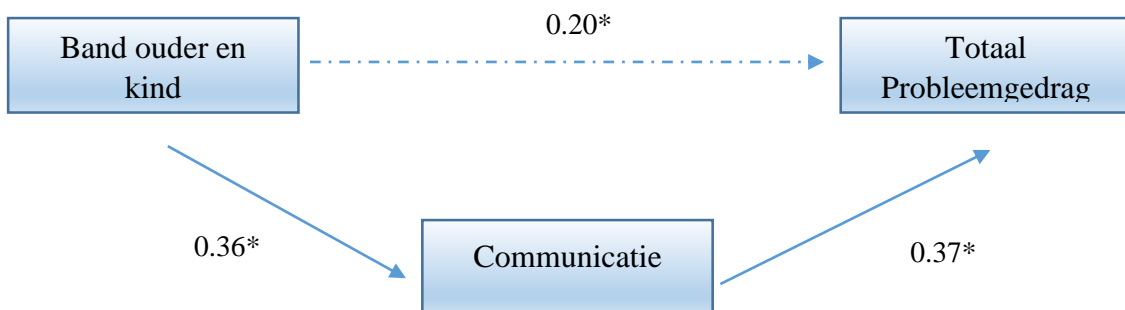 0.20*
Band ouder en
kind
Totaal
Probleemgedrag
0.36*
Communicatie
0.37*